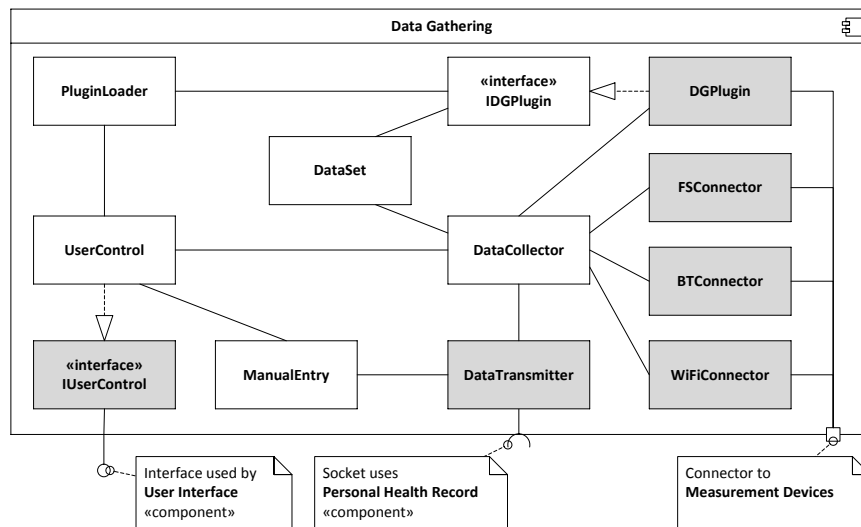 Data Gathering
PluginLoader
«interface»
IDGPlugin
DGPlugin
DataSet
FSConnector
UserControl
DataCollector
BTConnector
«interface»
IUserControl
ManualEntry
DataTransmitter
WiFiConnector
Interface used by
User Interface
«component»
Socket uses
Personal Health Record
«component»
Connector to
Measurement Devices